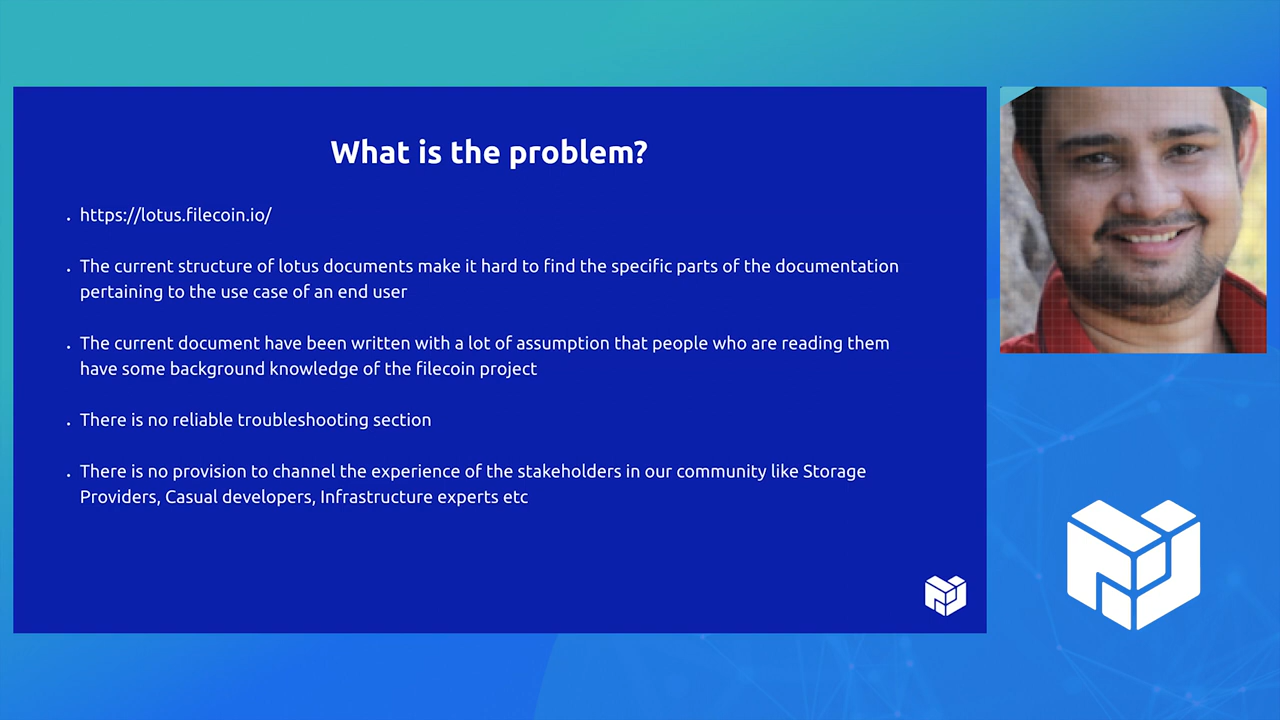 What is the problem?
. https://lotus.filecoin.io/
. The current structure of lotus documents make it hard to find the specific parts of the documentation
pertaining to the use case of an end user
. The current document have been written with a lot of assumption that people who are reading them
have some background knowledge of the filecoin project
. There is no reliable troubleshooting section
. There is no provision to channel the experience of the stakeholders in our community like Storage
Providers, Casual developers, Infrastructure experts etc